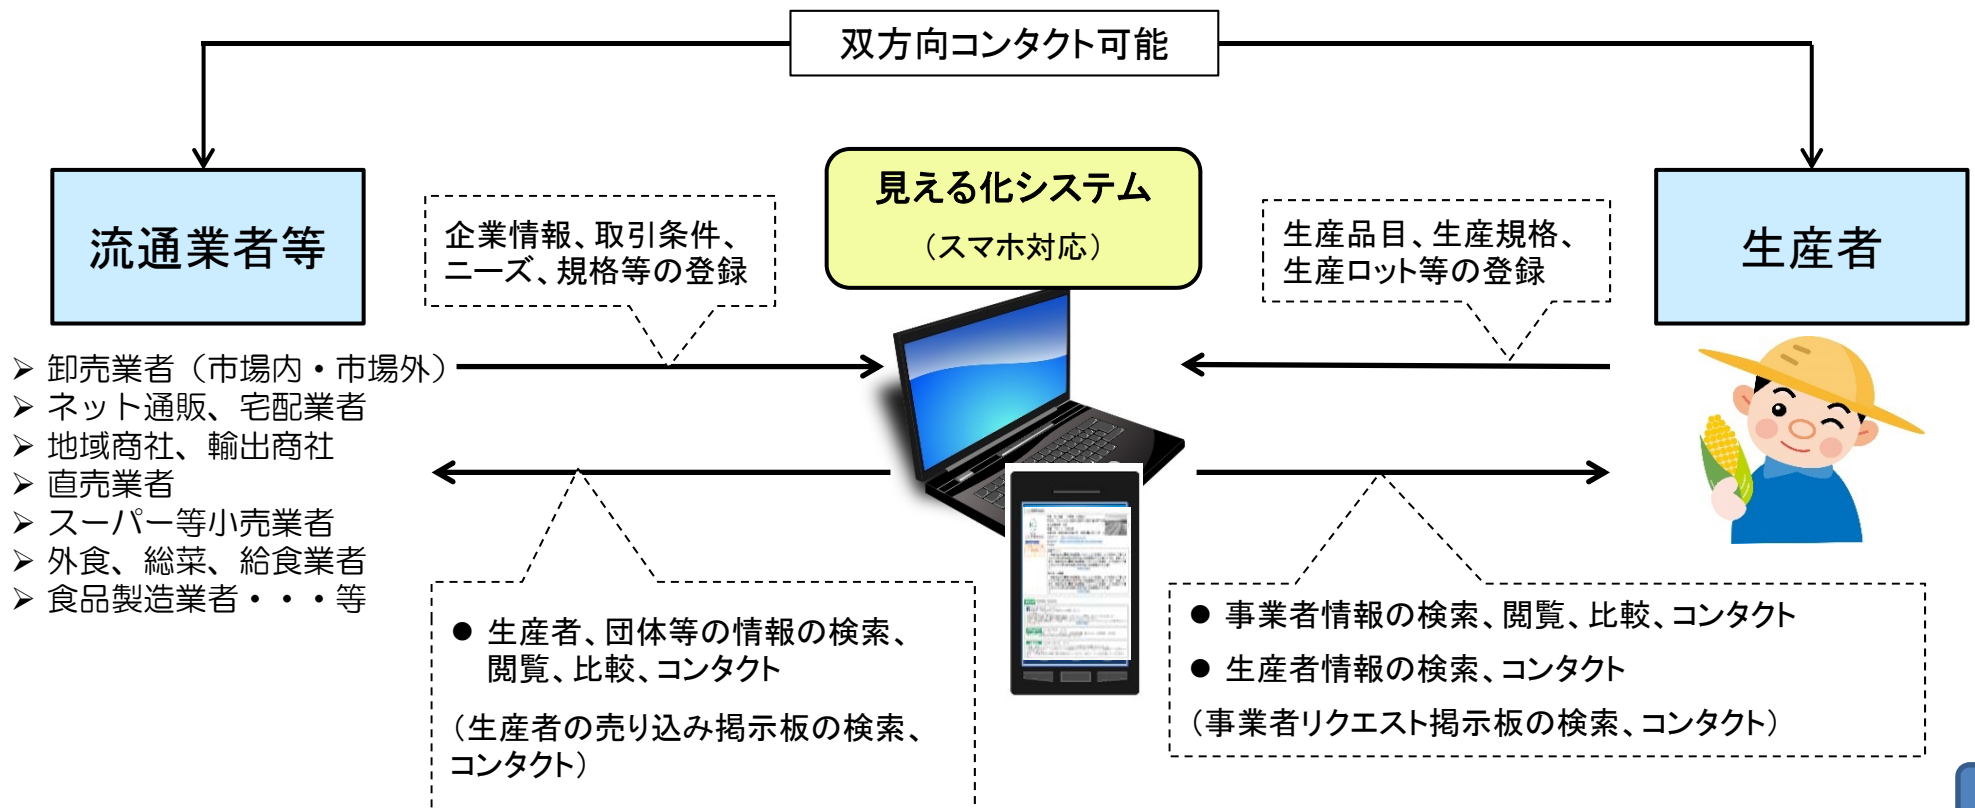 双方向コンタクト可能
流通業者等
企業情報、取引条件、
ニーズ、規格等の登録
見える化システム
（スマホ対応）
生産品目、生産規格、
生産ロット等の登録
生産者
➢ 卸売業者（市場内・市場外）
➢ ネット通販、宅配業者
➢ 地域商社、輸出商社
➢ 直売業者
➢ スーパー等小売業者
➢ 外食、総菜、給食業者
➢ 食品製造業者・・・等
● 生産者、団体等の情報の検索、
閲覧、比較、コンタクト
（生産者の売り込み掲示板の検索、
コンタクト）
● 事業者情報の検索、閲覧、比較、コンタクト
● 生産者情報の検索、コンタクト
（事業者リクエスト掲示板の検索、コンタクト）